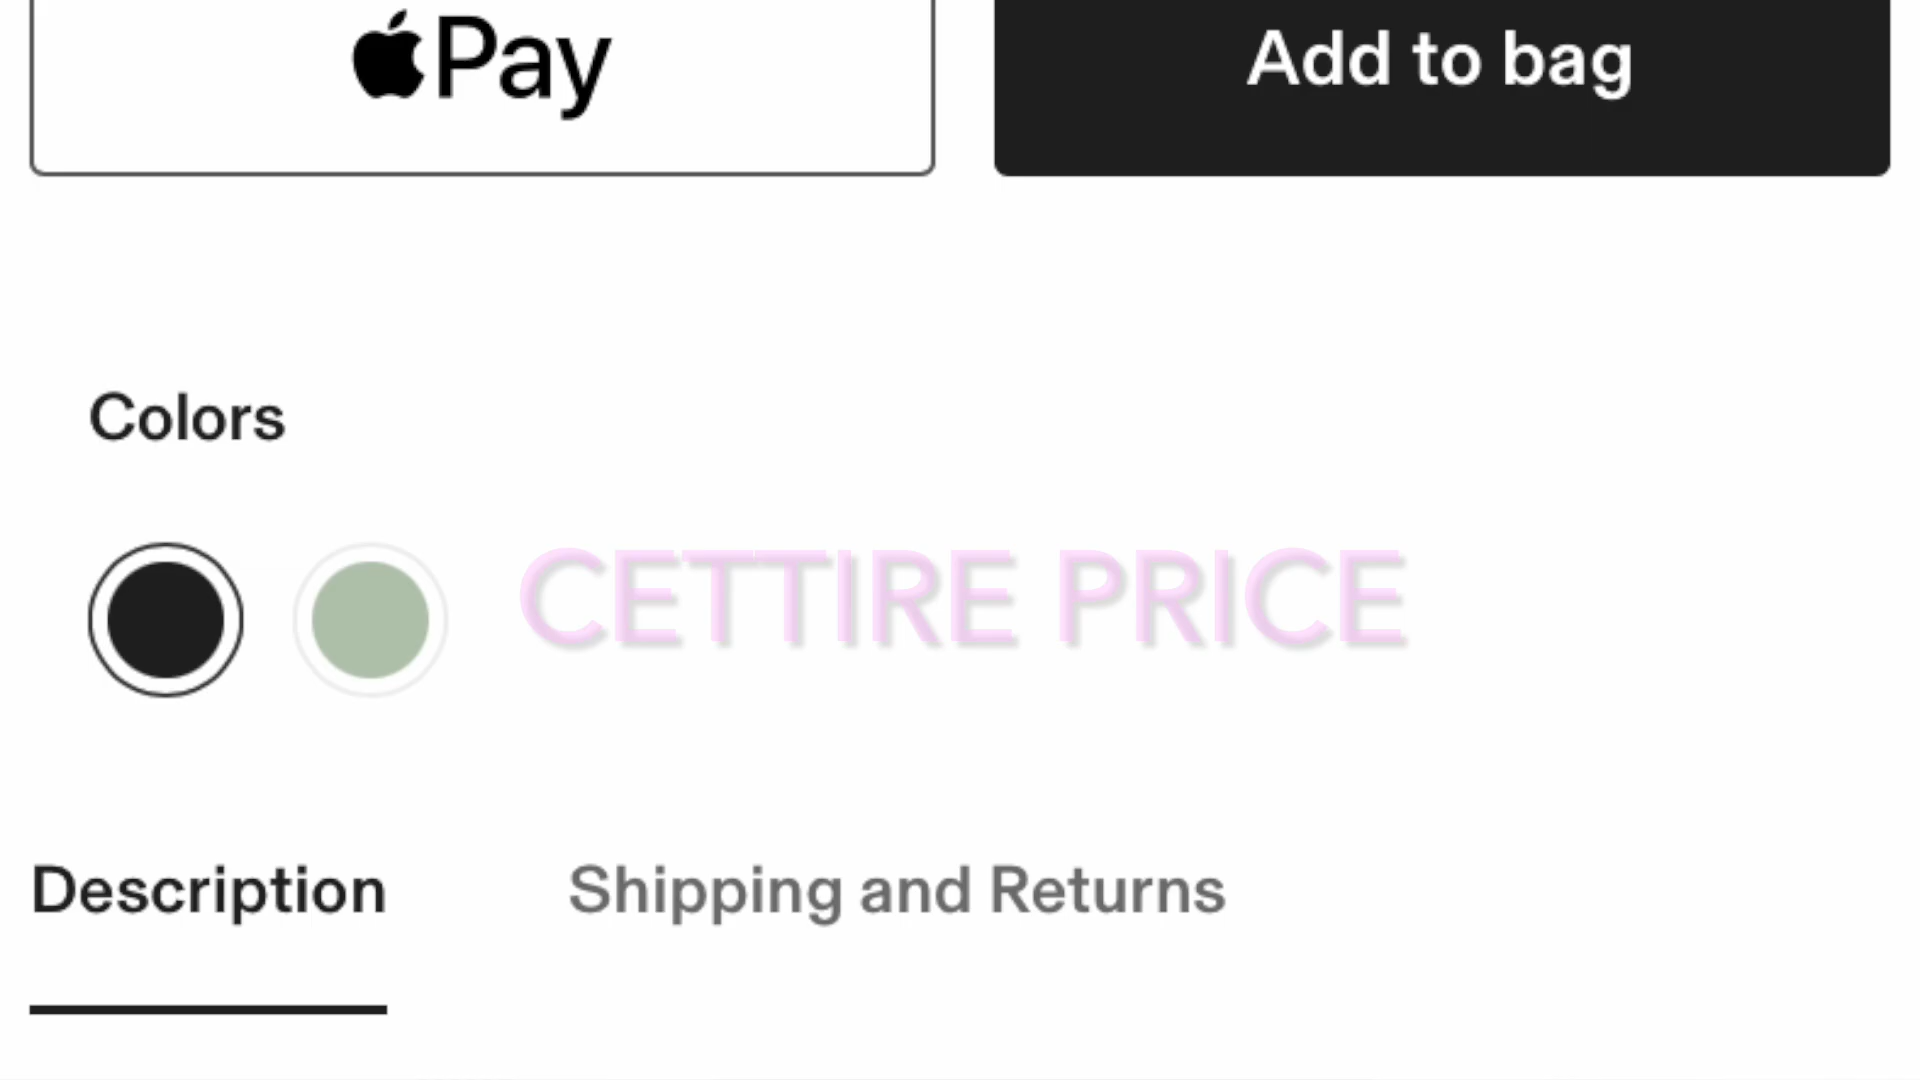 Pay
Add to bag
Colors
CETTIRE PRICE
Description
Shipping and Returns